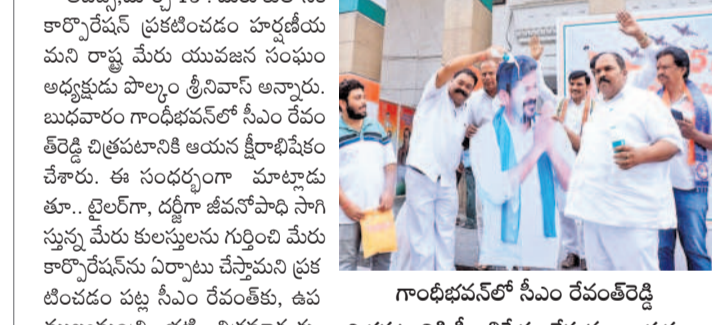 కార్పొరేషన్ ప్రకటించడం హర్షణీయ
మని రాష్ట్ర మేరు యువజన సంఘం
అధ్యక్షుడు పొల్కం శ్రీనివాస్ అన్నారు.
బుధవారం గాంధీభవన్‌లో సీఎం రేవం
త్‌రెడ్డి చిత్రపటానికి ఆయన క్షీరాభిషేకం
చేశారు. ఈ సంధర్భంగా మాట్లాడు
తూ.. టైలర్‌గా, దర్జీగా జీవనోపాధి సాగి
స్తున్న మేరు కులస్తులను గుర్తించి మేరు
కార్పొరేషన్‌ను ఏర్పాటు చేస్తామని ప్రక
టించడం పట్ల సీఎం రేవంత్‌కు, ఉప
గాంధీభవన్‌లో సీఎం రేవంత్‌రెడ్డి